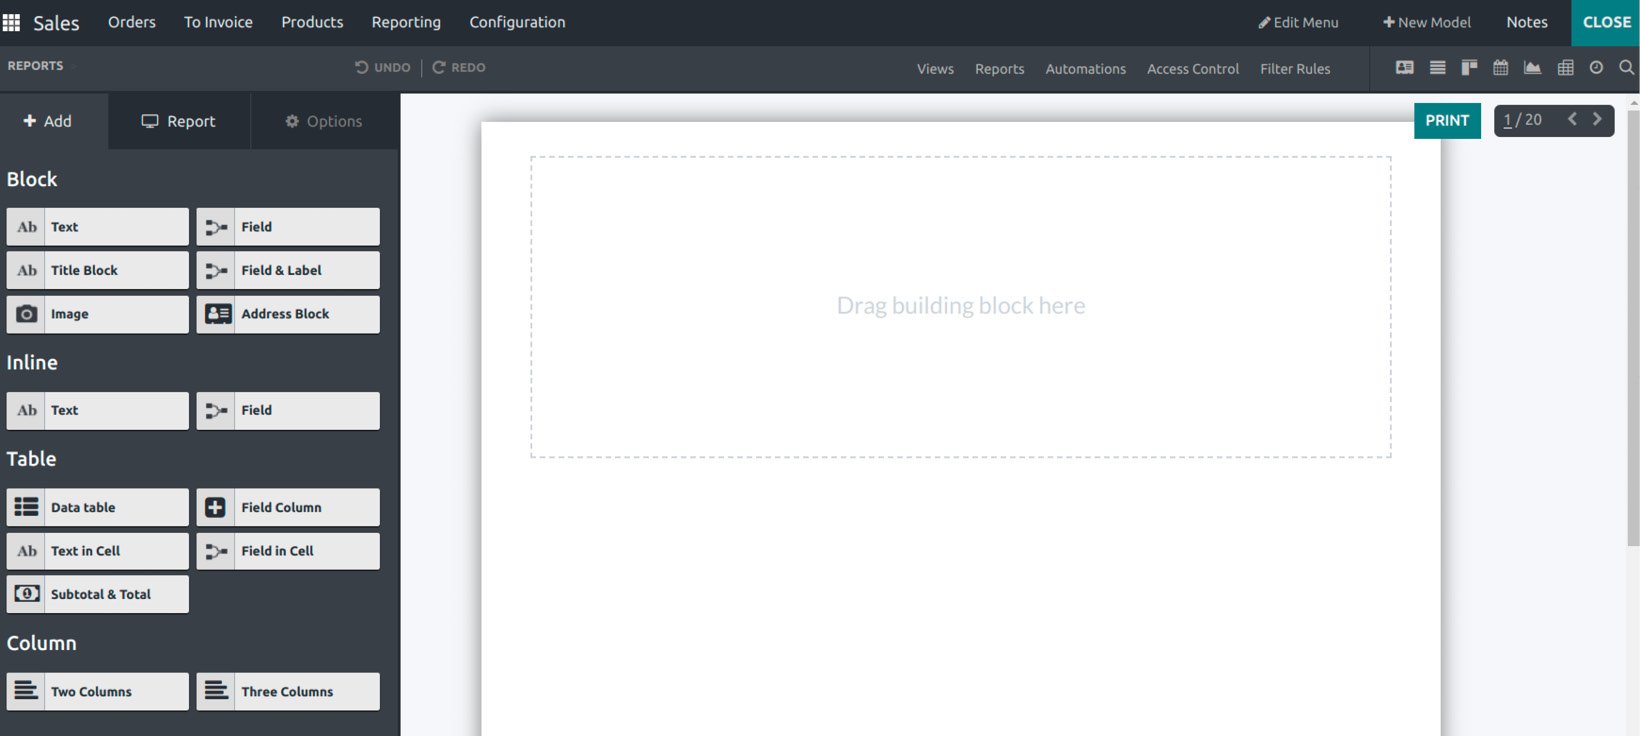 Sales Orders To Invoice Products Reporting Configuration Edit Menu New Model Notes CLOSE
REPORTS UNDO REDO Views Reports Automations Access Control Filter Rules
Add Report Options
PRINT 1 / 20
Block
Ab Text Field
Ab Title Block Field & Label
Image Address Block
Drag building block here
Inline
Ab Text Field
Table
Data table Field Column
Ab Text in Cell Field in Cell
Subtotal & Total
Column
Two Columns Three Columns